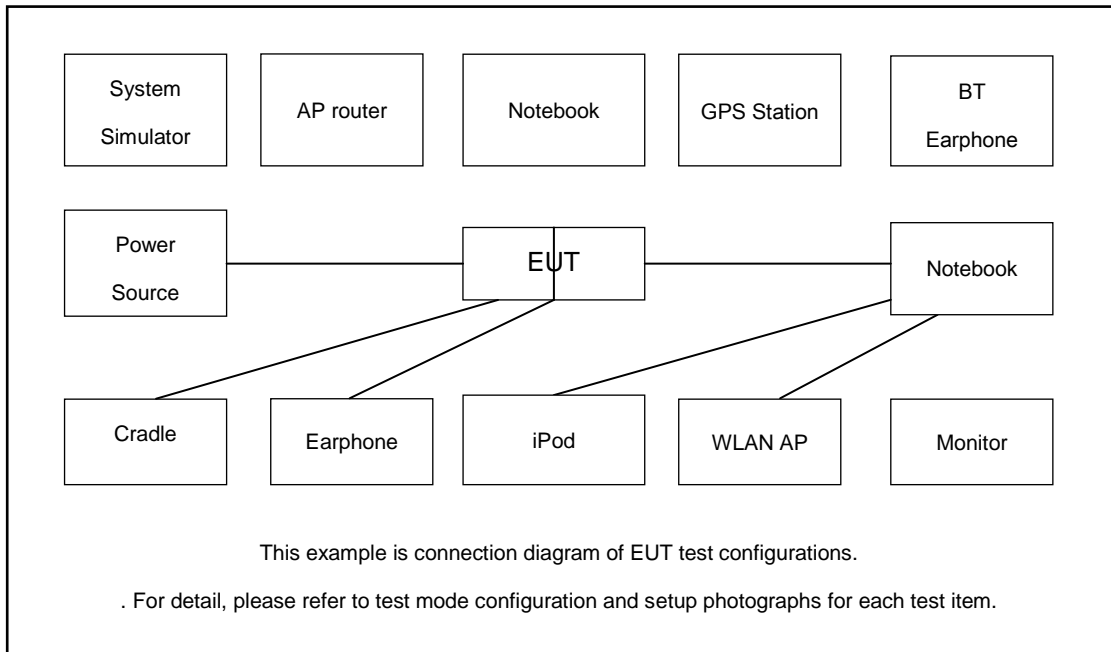 System
Simulator
AP router
Notebook
GPS Station
BT
Earphone
Power
Source
EUT
Notebook
Cradle
Earphone
iPod
WLAN AP
Monitor
This example is connection diagram of EUT test configurations.
. For detail, please refer to test mode configuration and setup photographs for each test item.